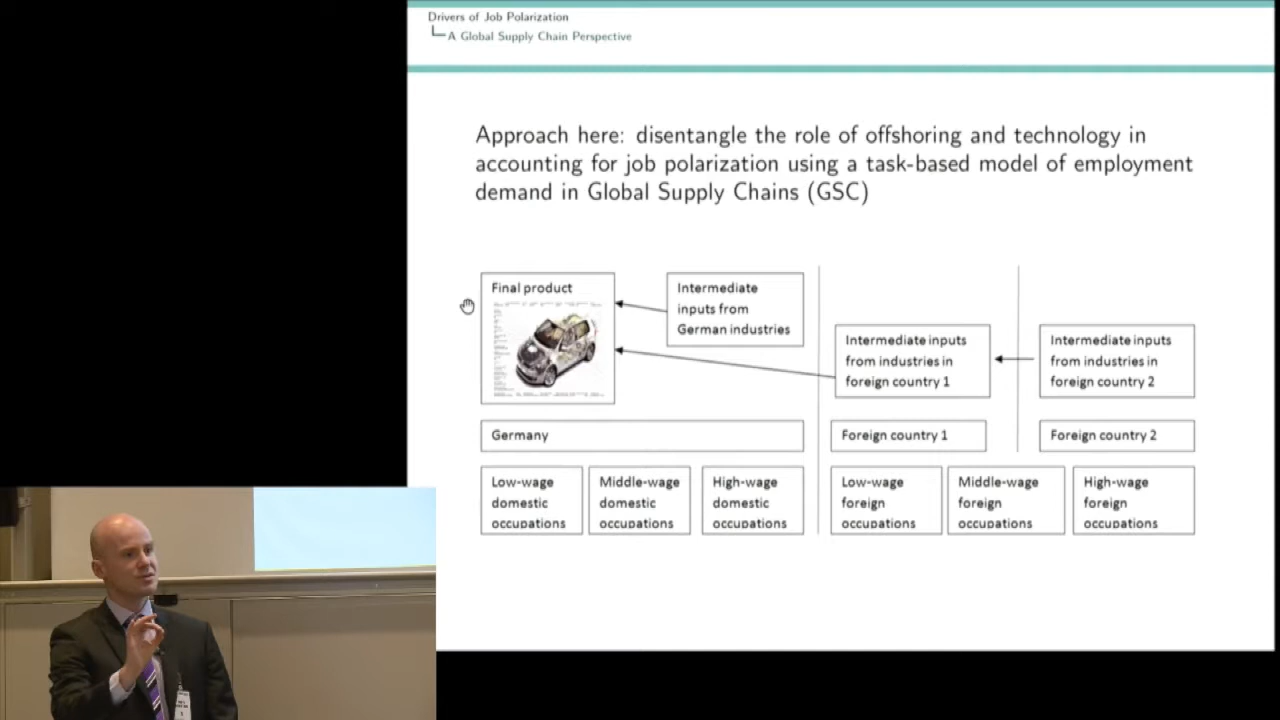 Drivers of Job Polarization
A Global Supply Chain Perspective
Approach here: disentangle the role of offshoring and technology in
accounting for job polarization using a task-based model of employment
demand in Global Supply Chains (GSC)
Final product
Intermediate
inputs from
German industries
Intermediate inputs
from industries in
foreign country 1
Intermediate inputs
from industries in
foreign country 2
Germany
Foreign country 1
Foreign country 2
Low-wage
domestic
occupations
Middle-wage
domestic
occupations
High-wage
domestic
occupations
Low-wage
foreign
occupations
Middle-wage
foreign
occupations
High-wage
foreign
occupations